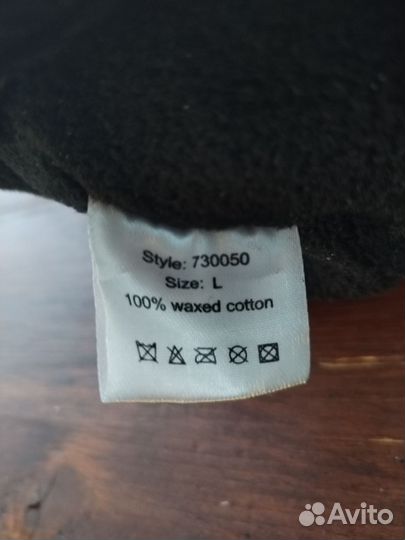 Style: 730050
Size: L
100% waxed cotton
Avito